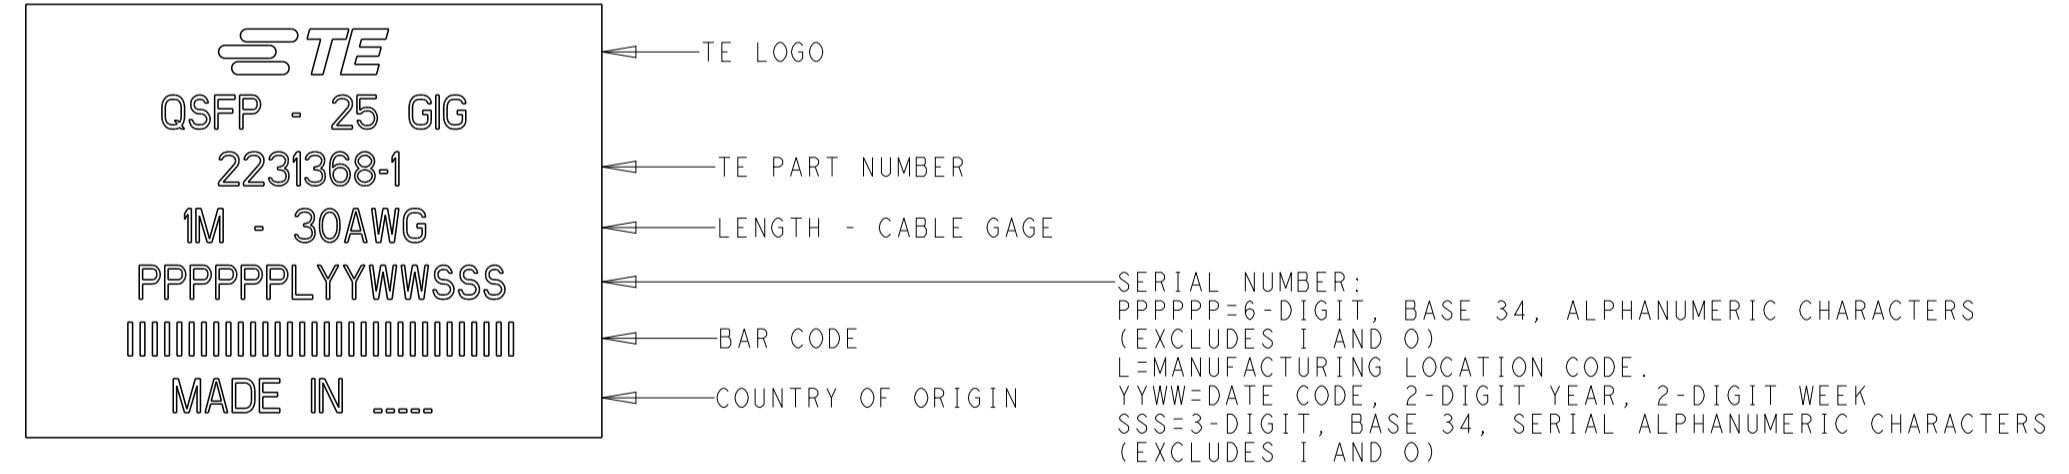 TE
QSFP - 25 GIG
2231368-1
1M - 30AWG
PPPPPPLYYWWSSS
MADE IN -----
TE LOGO
TE PART NUMBER
LENGTH - CABLE GAGE
SERIAL NUMBER:
PPPPPP=6-DIGIT, BASE 34, ALPHANUMERIC CHARACTERS
(EXCLUDES I AND O)
L=MANUFACTURING LOCATION CODE.
YYWW=DATE CODE, 2-DIGIT YEAR, 2-DIGIT WEEK
SSS=3-DIGIT, BASE 34, SERIAL ALPHANUMERIC CHARACTERS
(EXCLUDES I AND O)
BAR CODE
COUNTRY OF ORIGIN